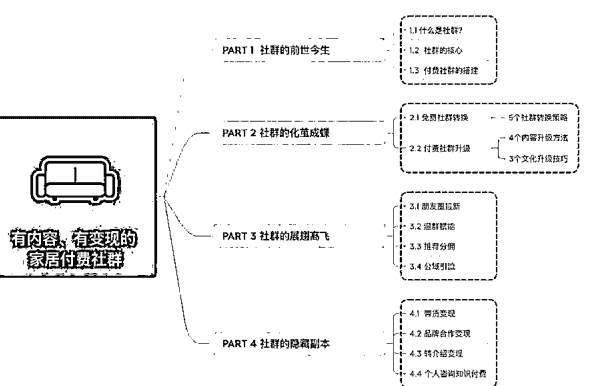 有内容、有变现的
家居付费社群
PART 1 社群的前世今生
1.1 什么是社群?
1.2 社群的核心
1.3 付费社群的搭建
PART 2 社群的化茧成蝶
2.1 免费社群转换
5个社群转换策略
2.2 付费社群升级
4个内容升级方法
3个文化升级技巧
PART 3 社群的展翅高飞
3.1 朋友圈拉新
3.2 进群赋能
3.3 推荐分佣
3.4 公域引流
PART 4 社群的隐藏副本
4.1 带货变现
4.2 品牌合作变现
4.3 转介绍变现
4.4 个人咨询知识付费